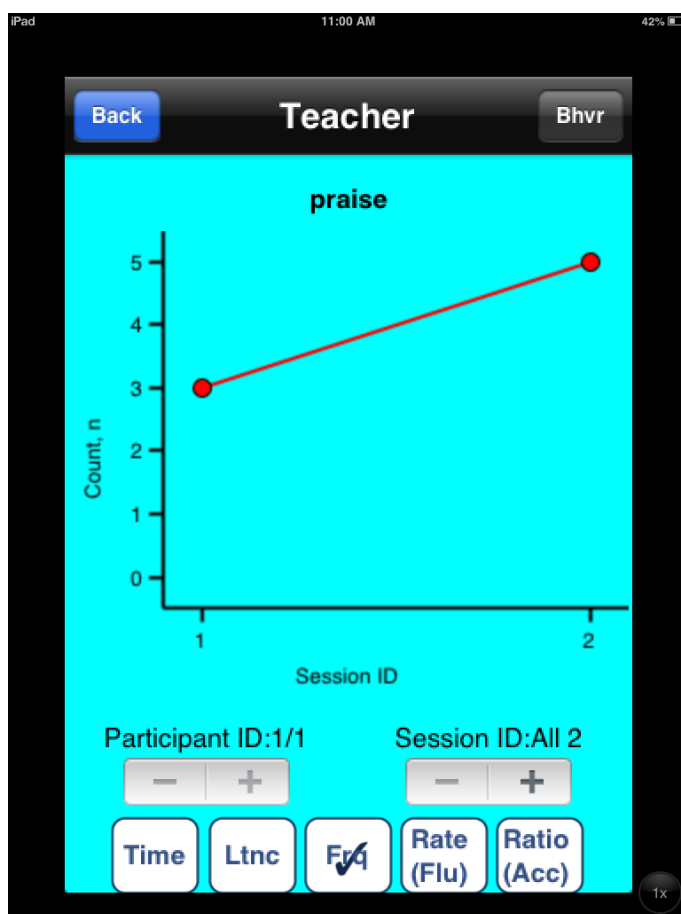 iPad 11:00 AM 42%
Back Teacher Bhvr
praise
5
4
3
2
1
0
Count, n
1 2
Session ID
Participant ID:1/1 Session ID:All 2
− + − +
Time Ltnc Frq Rate (Flu) Ratio (Acc)
1x